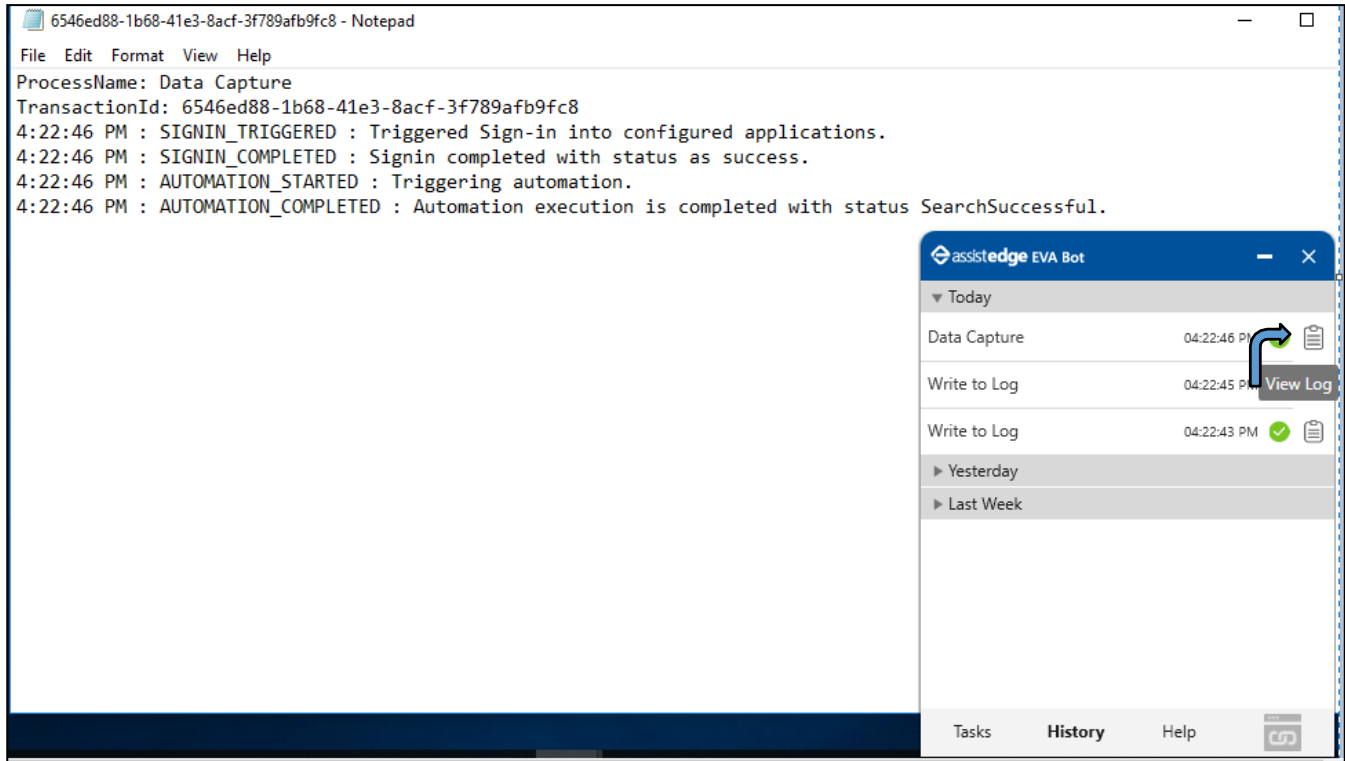 6546ed88-1b68-41e3-8acf-3f789afb9fc8 - Notepad
File Edit Format View Help
ProcessName: Data Capture
TransactionId: 6546ed88-1b68-41e3-8acf-3f789afb9fc8
4:22:46 PM : SIGNIN_TRIGGERED : Triggered Sign-in into configured applications.
4:22:46 PM : SIGNIN_COMPLETED : Signin completed with status as success.
4:22:46 PM : AUTOMATION_STARTED : Triggering automation.
4:22:46 PM : AUTOMATION_COMPLETED : Automation execution is completed with status SearchSuccessful.
assistedge EVA Bot
Today
Data Capture 04:22:46
Write to Log 04:22:45
View Log
Write to Log 04:22:43 PM
Yesterday
Last Week
Tasks History Help